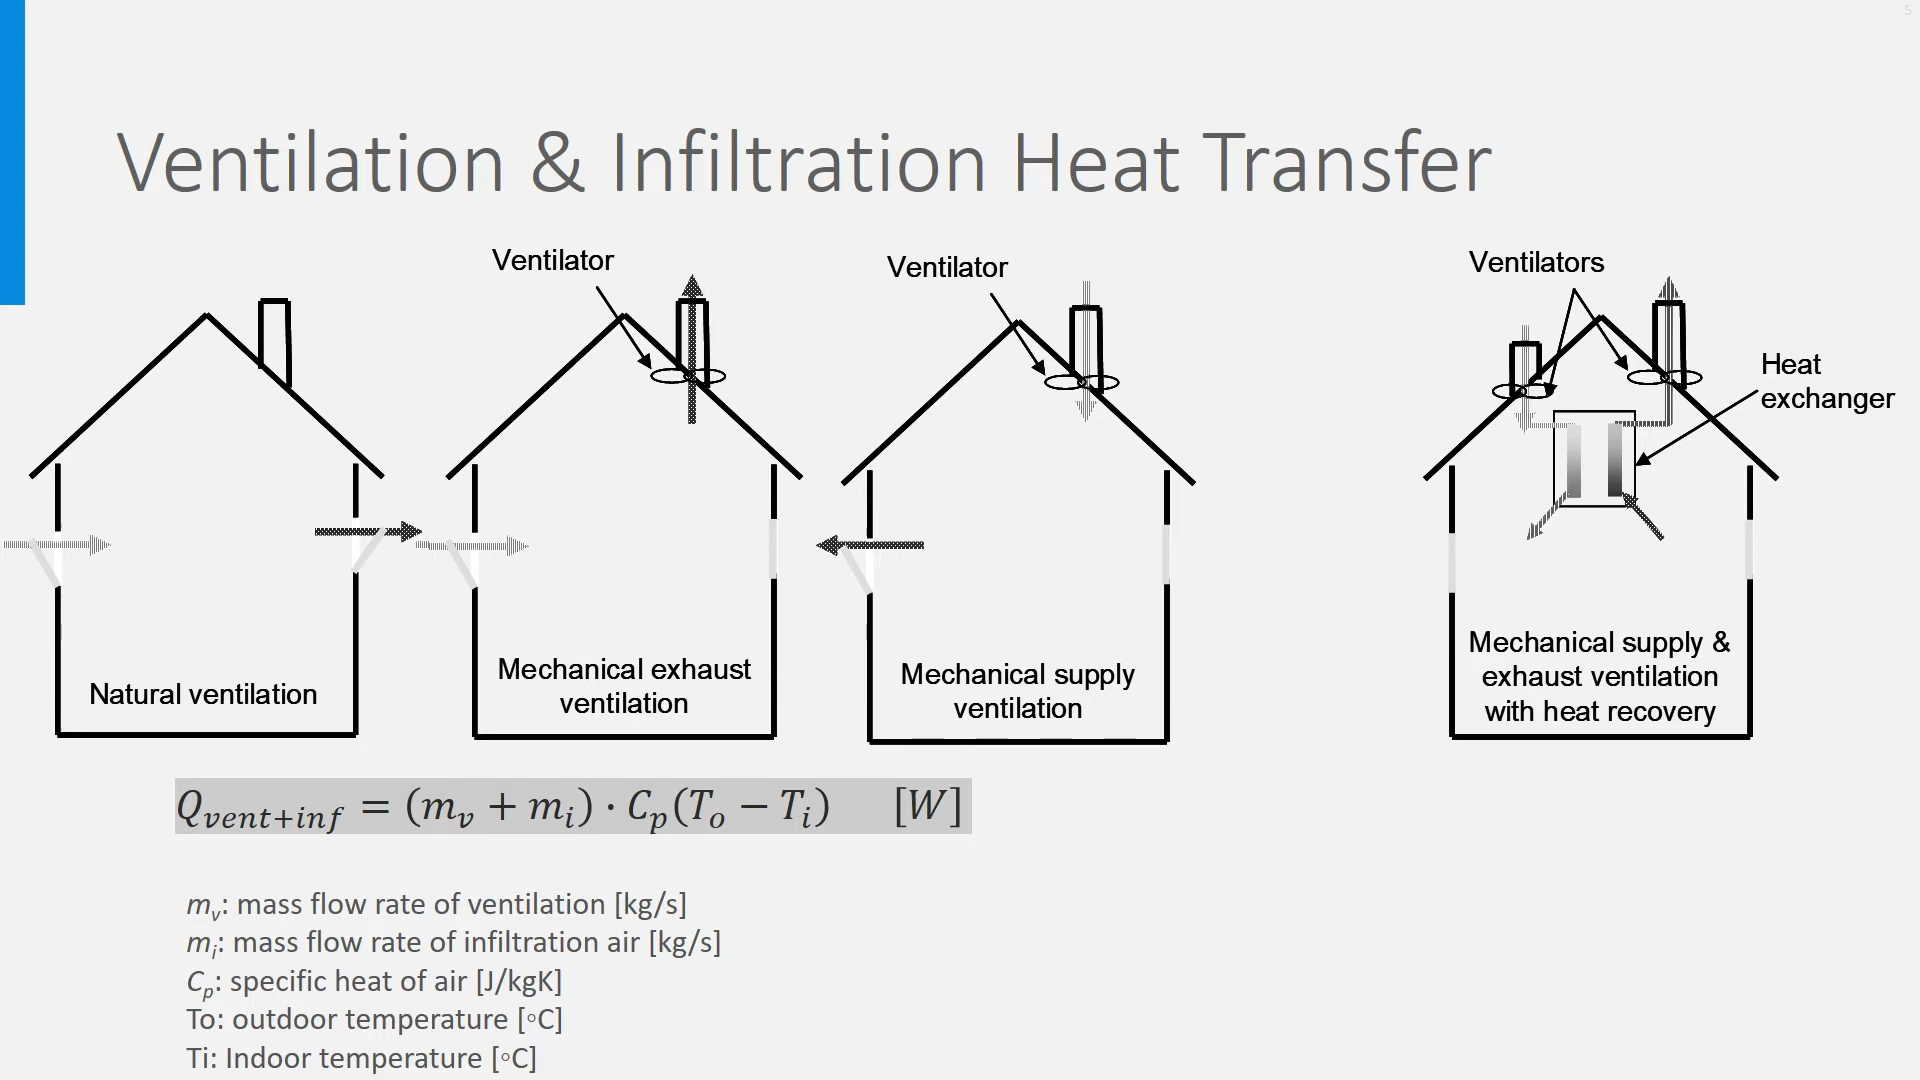 5
Ventilation & Infiltration Heat Transfer
Ventilator
Ventilator
Ventilators
Heat
exchanger
Natural ventilation
Mechanical exhaust
ventilation
Mechanical supply
ventilation
Mechanical supply &
exhaust ventilation
with heat recovery
Q_{vent+inf} = (m_v + m_i) · C_p(T_o − T_i) [W]
m_v: mass flow rate of ventilation [kg/s]
m_i: mass flow rate of infiltration air [kg/s]
C_p: specific heat of air [J/kgK]
To: outdoor temperature [◦C]
Ti: Indoor temperature [◦C]